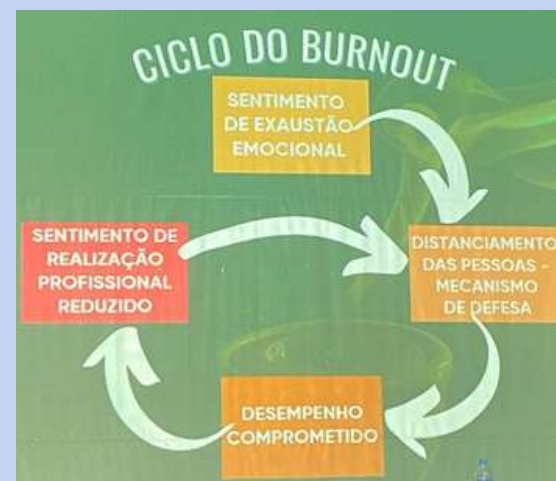 CICLO DO BURNOUT
SENTIMENTO
DE EXAUSTÃO
EMOCIONAL
DISTANCIAMENTO
DAS PESSOAS -
MECANISMO
DE DEFESA
DESEMPENHO
COMPROMETIDO
SENTIMENTO DE
REALIZAÇÃO
PROFISSIONAL
REDUZIDO